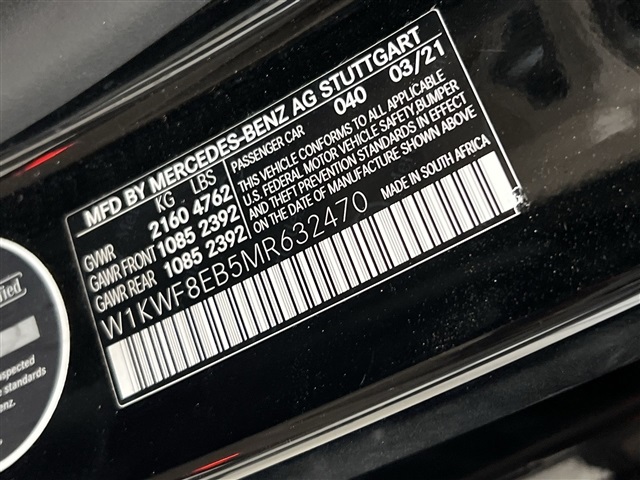 MFD BY MERCEDES-BENZ AG STUTTGART
KG LBS
GVWR 2160 4762
GAWR FRONT 1085 2392
GAWR REAR 1085 2392
PASSENGER CAR 040 03/21
THIS VEHICLE CONFORMS TO ALL APPLICABLE
U.S. FEDERAL MOTOR VEHICLE SAFETY, BUMPER
AND THEFT PREVENTION STANDARDS IN EFFECT
ON THE DATE OF MANUFACTURE SHOWN ABOVE
W1KWF8EB5MR632470
MADE IN SOUTH AFRICA
standards